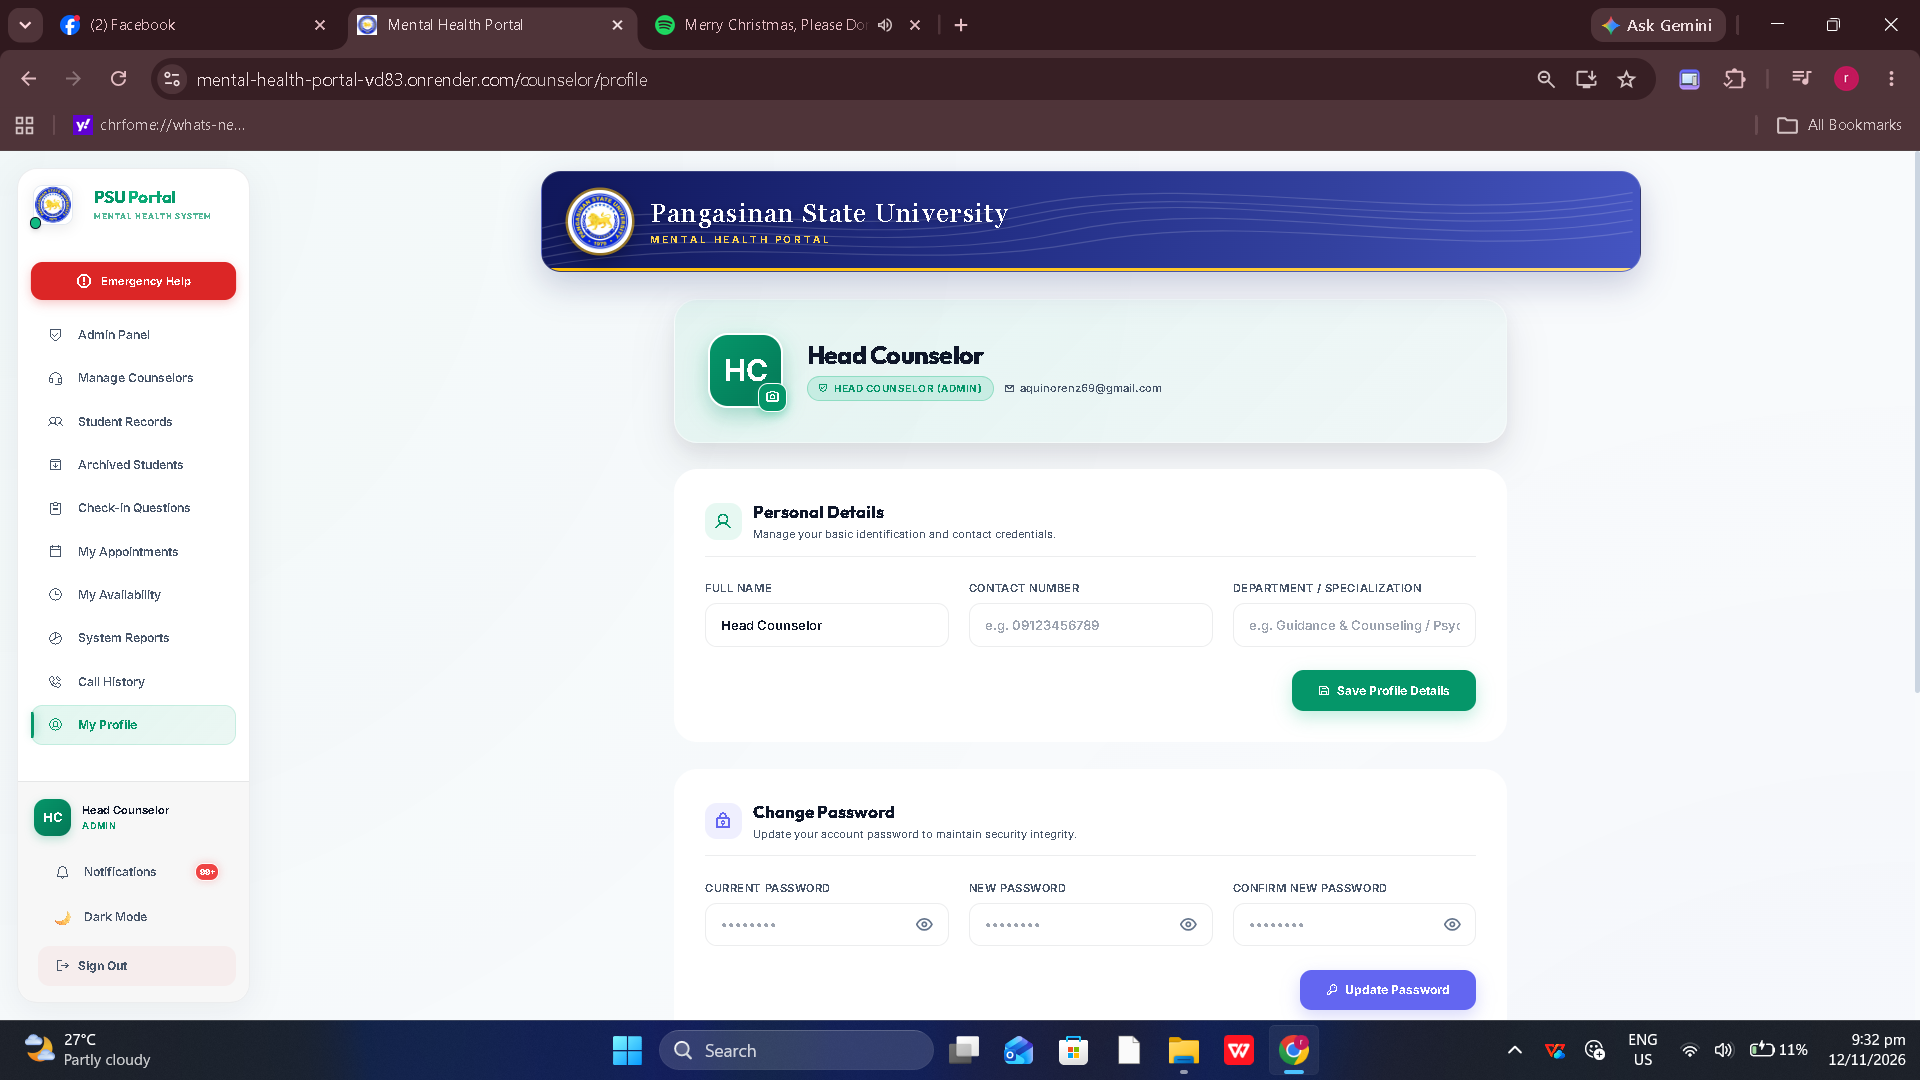 (2) Facebook
Mental Health Portal
Merry Christmas, Please Do
Ask Gemini
mental-health-portal-vd83.onrender.com/counselor/profile
r
chrfome://whats-ne...
All Bookmarks
PSU Portal
MENTAL HEALTH SYSTEM
Emergency Help
Admin Panel
Manage Counselors
Student Records
Archived Students
Check-in Questions
My Appointments
My Availability
System Reports
Call History
My Profile
HC
Head Counselor
ADMIN
Notifications
99+
Dark Mode
Sign Out
Pangasinan State University
MENTAL HEALTH PORTAL
HC
Head Counselor
HEAD COUNSELOR (ADMIN)
aquinorenz69@gmail.com
Personal Details
Manage your basic identification and contact credentials.
FULL NAME
CONTACT NUMBER
DEPARTMENT / SPECIALIZATION
Head Counselor
e.g. 09123456789
e.g. Guidance & Counseling / Psyc
Save Profile Details
Change Password
Update your account password to maintain security integrity.
CURRENT PASSWORD
NEW PASSWORD
CONFIRM NEW PASSWORD
Update Password
27°C
Partly cloudy
Search
ENG
US
11%
9:32 pm
12/11/2026